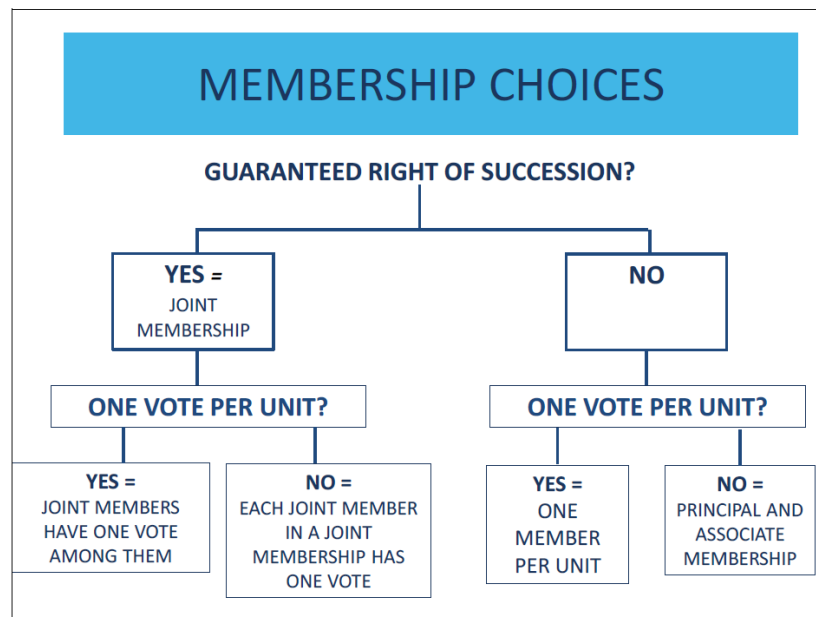 MEMBERSHIP CHOICES
GUARANTEED RIGHT OF SUCCESSION?
YES =
JOINT
MEMBERSHIP
NO
ONE VOTE PER UNIT?
ONE VOTE PER UNIT?
YES =
JOINT MEMBERS
HAVE ONE VOTE
AMONG THEM
NO =
EACH JOINT MEMBER
IN A JOINT
MEMBERSHIP HAS
ONE VOTE
YES =
ONE
MEMBER
PER UNIT
NO =
PRINCIPAL AND
ASSOCIATE
MEMBERSHIP